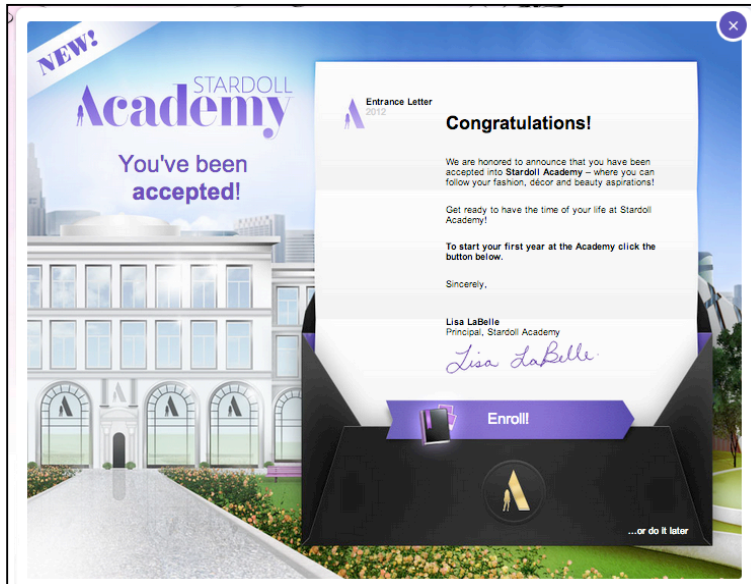 NEW!
STARDOLL
Academy
You've been
accepted!
Entrance Letter
2012
Congratulations!
We are honored to announce that you have been
accepted into Stardoll Academy – where you can
follow your fashion, décor and beauty aspirations!
Get ready to have the time of your life at Stardoll
Academy!
To start your first year at the Academy click the
button below.
Sincerely,
Lisa LaBelle
Principal, Stardoll Academy
Lisa LaBelle
Enroll!
...or do it later